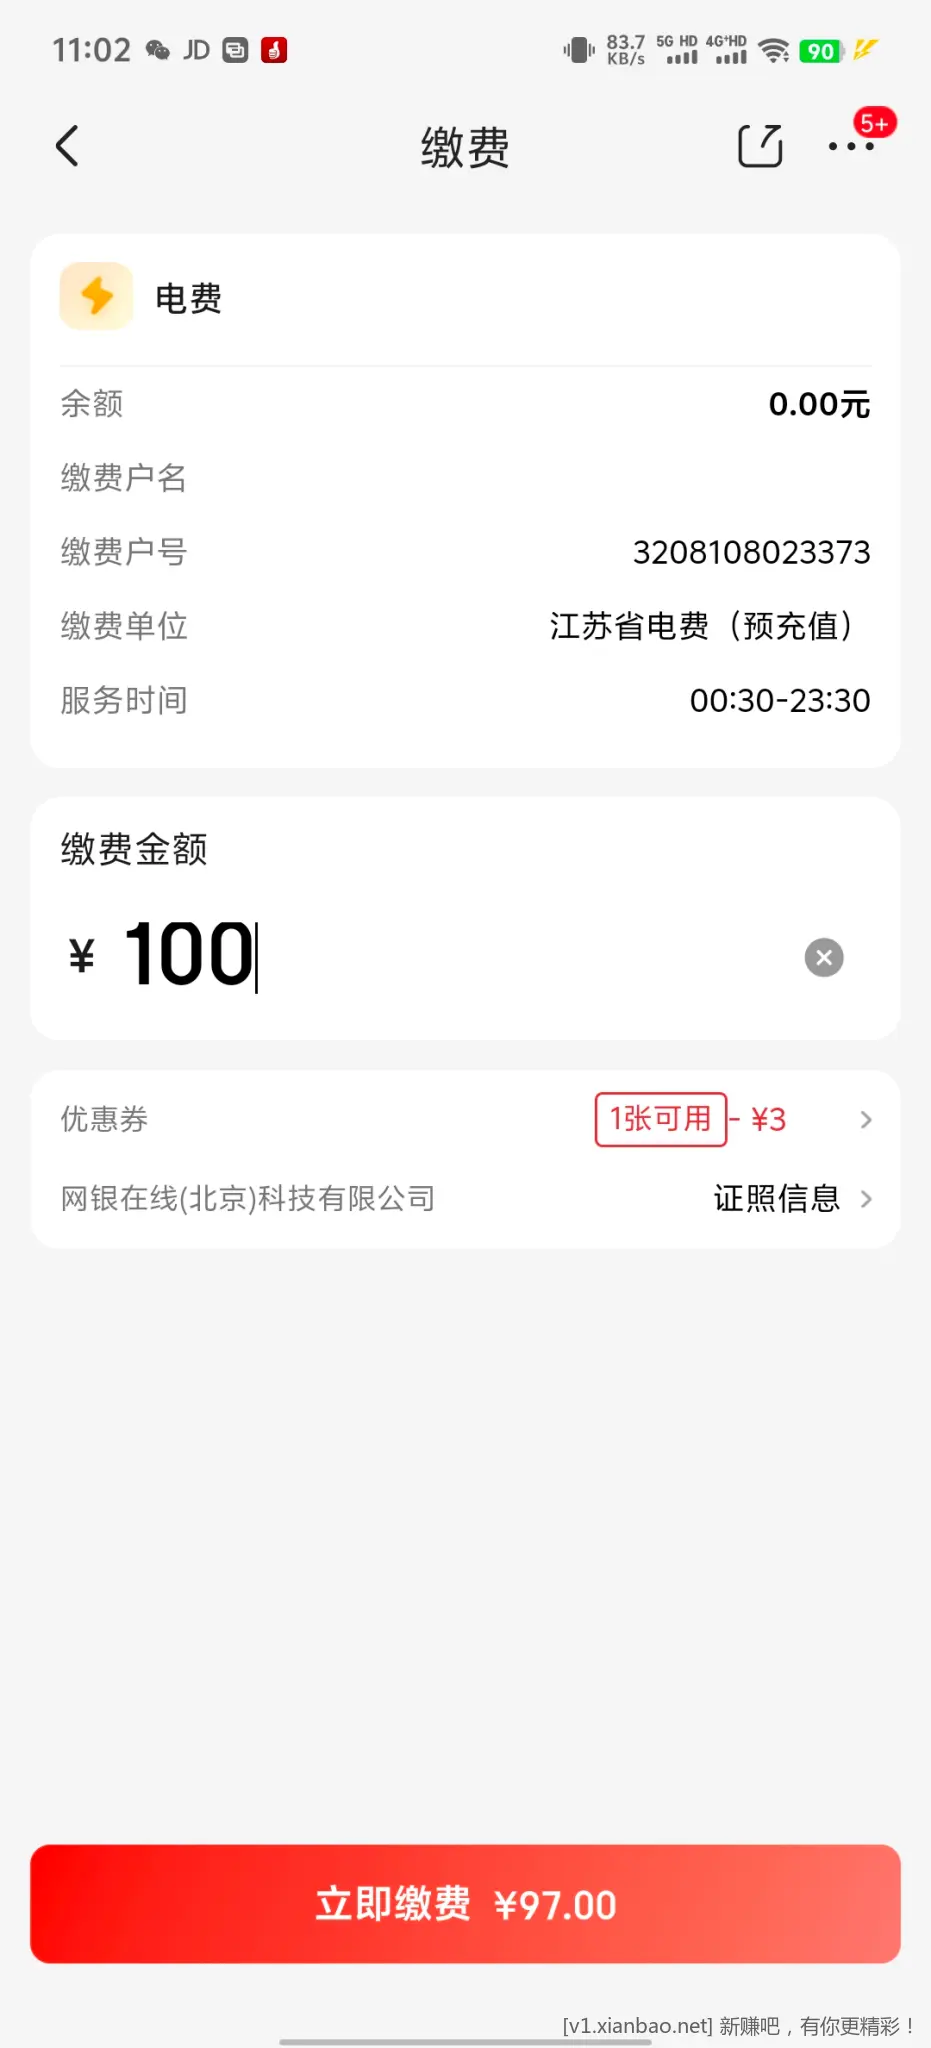 11:02 JD 83.7 KB/s 5G HD 4G+HD 90
缴费 5+
电费
余额 0.00元
缴费户名
缴费户号 3208108023373
缴费单位 江苏省电费（预充值）
服务时间 00:30-23:30
缴费金额
¥ 100
优惠券 1张可用 - ¥3
网银在线(北京)科技有限公司 证照信息
立即缴费 ¥97.00
[v1.xianbao.net] 新赚吧，有你更精彩！